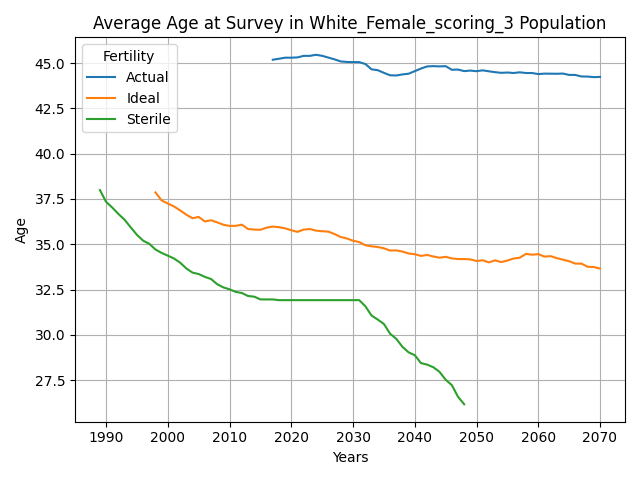 Average Age at Survey in White_Female_scoring_3 Population
Fertility
Actual
Ideal
Sterile
Age
45.0
42.5
40.0
37.5
35.0
32.5
30.0
27.5
1990 2000 2010 2020 2030 2040 2050 2060 2070
Years